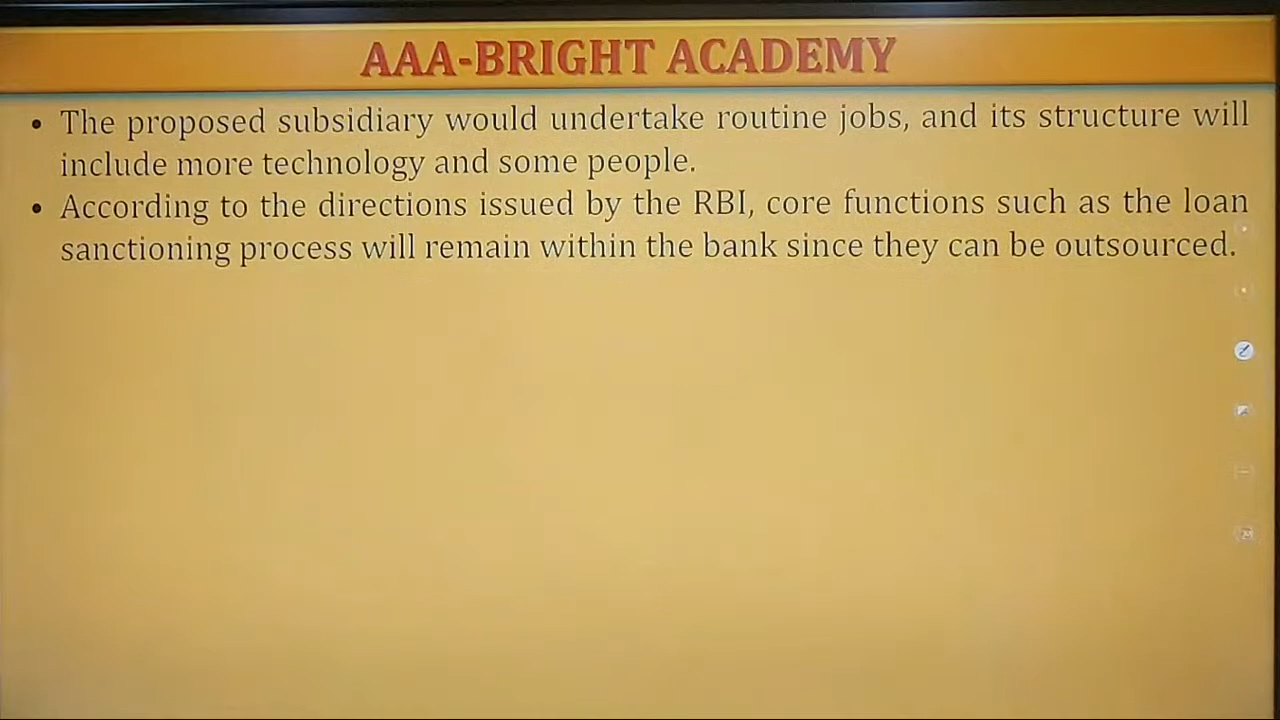 AAA-BRIGHT ACADEMY
• The proposed subsidiary would undertake routine jobs, and its structure will
include more technology and some people.
• According to the directions issued by the RBI, core functions such as the loan
sanctioning process will remain within the bank since they can be outsourced.